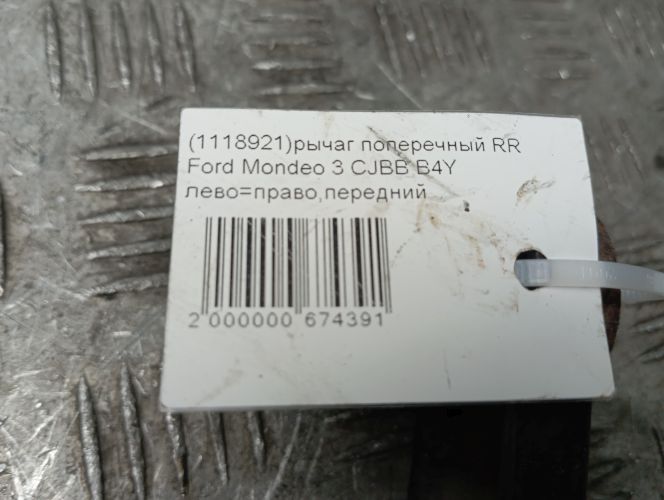 (1118921)рычаг поперечный RR
Ford Mondeo 3 CJBB B4Y
лево=право,передний
2 000000 674391